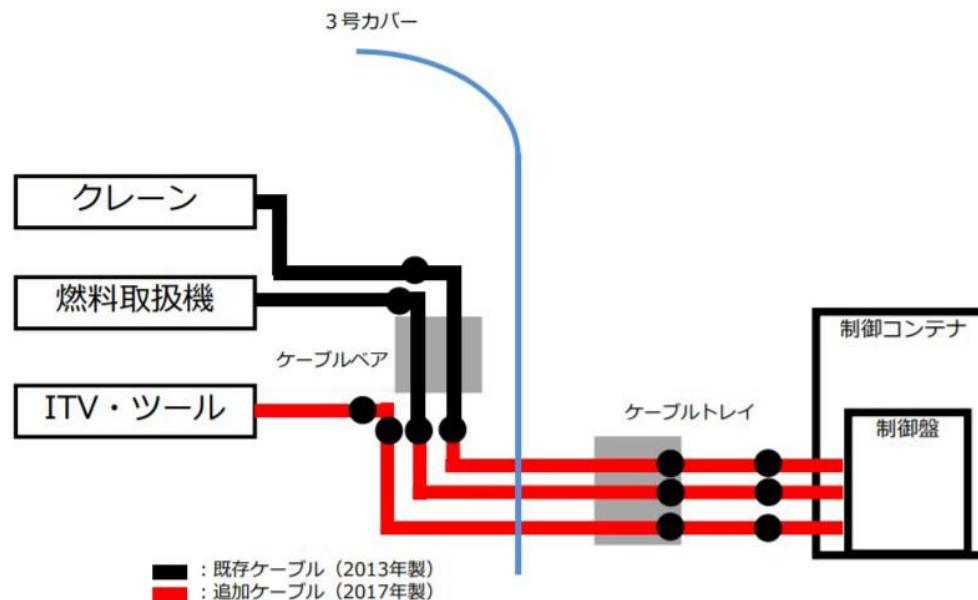 ３号カバー
クレーン
燃料取扱機
ケーブルベア
ITV・ツール
ケーブルトレイ
制御コンテナ
制御盤
：既存ケーブル（2013年製）
：追加ケーブル（2017年製）